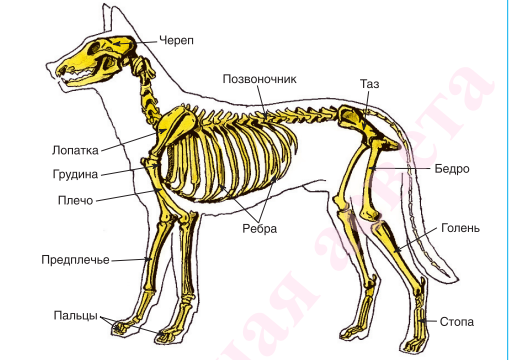 Череп
Позвоночник
Таз
Лопатка
Грудина
Плечо
Бедро
Ребра
Голень
Предплечье
Пальцы
Стопа